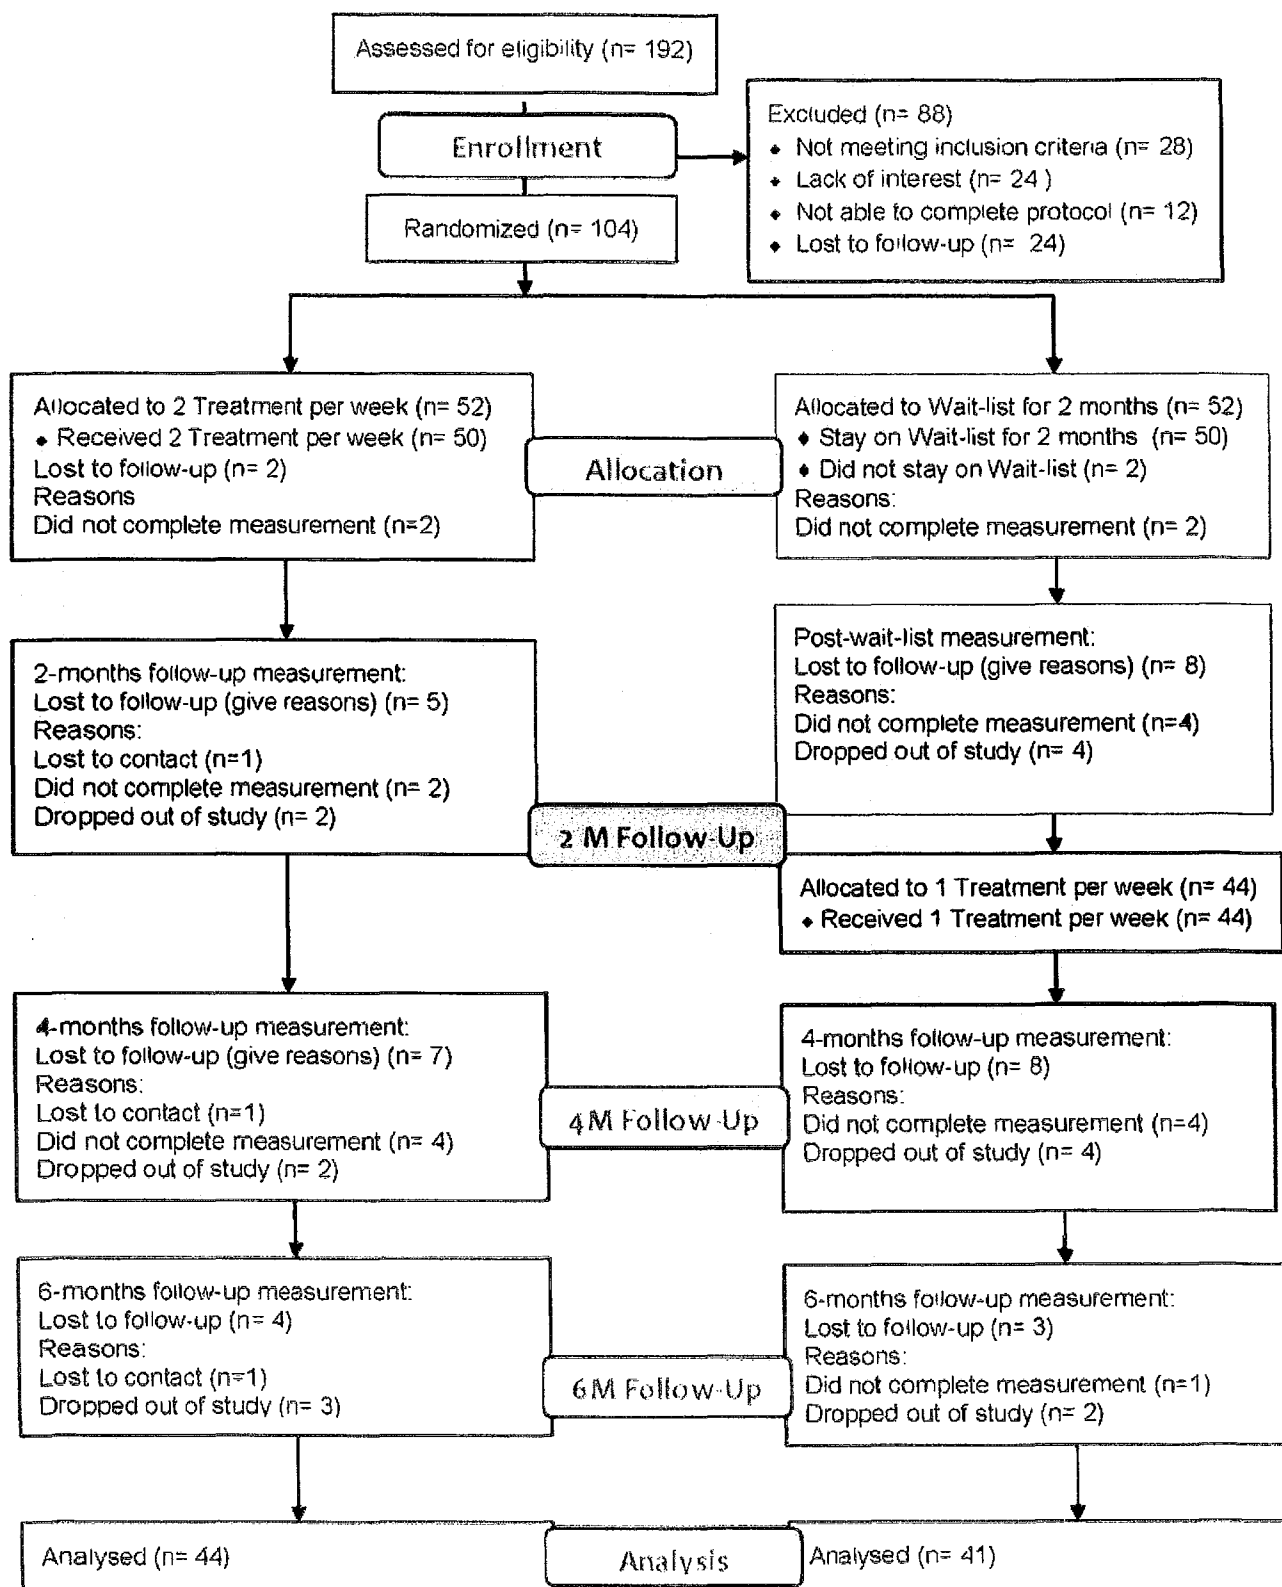 Assessed for eligibility (n= 192)
Enrollment
Excluded (n= 88)
♦ Not meeting inclusion criteria (n= 28)
♦ Lack of interest (n= 24 )
♦ Not able to complete protocol (n= 12)
♦ Lost to follow-up (n= 24)
Randomized (n= 104)
Allocated to 2 Treatment per week (n= 52)
♦ Received 2 Treatment per week (n= 50)
Lost to follow-up (n= 2)
Reasons
Did not complete measurement (n=2)
Allocation
Allocated to Wait-list for 2 months (n= 52)
♦ Stay on Wait-list for 2 months (n= 50)
♦ Did not stay on Wait-list (n= 2)
Reasons:
Did not complete measurement (n= 2)
2-months follow-up measurement:
Lost to follow-up (give reasons) (n= 5)
Reasons:
Lost to contact (n=1)
Did not complete measurement (n= 2)
Dropped out of study (n= 2)
Post-wait-list measurement:
Lost to follow-up (give reasons) (n= 8)
Reasons:
Did not complete measurement (n=4)
Dropped out of study (n= 4)
2 M Follow-Up
Allocated to 1 Treatment per week (n= 44)
♦ Received 1 Treatment per week (n= 44)
4-months follow-up measurement:
Lost to follow-up (give reasons) (n= 7)
Reasons:
Lost to contact (n=1)
Did not complete measurement (n= 4)
Dropped out of study (n= 2)
4M Follow-Up
4-months follow-up measurement:
Lost to follow-up (n= 8)
Reasons:
Did not complete measurement (n=4)
Dropped out of study (n= 4)
6-months follow-up measurement:
Lost to follow-up (n= 4)
Reasons:
Lost to contact (n=1)
Dropped out of study (n= 3)
6M Follow-Up
6-months follow-up measurement:
Lost to follow-up (n= 3)
Reasons:
Did not complete measurement (n=1)
Dropped out of study (n= 2)
Analysed (n= 44)
Analysis
Analysed (n= 41)